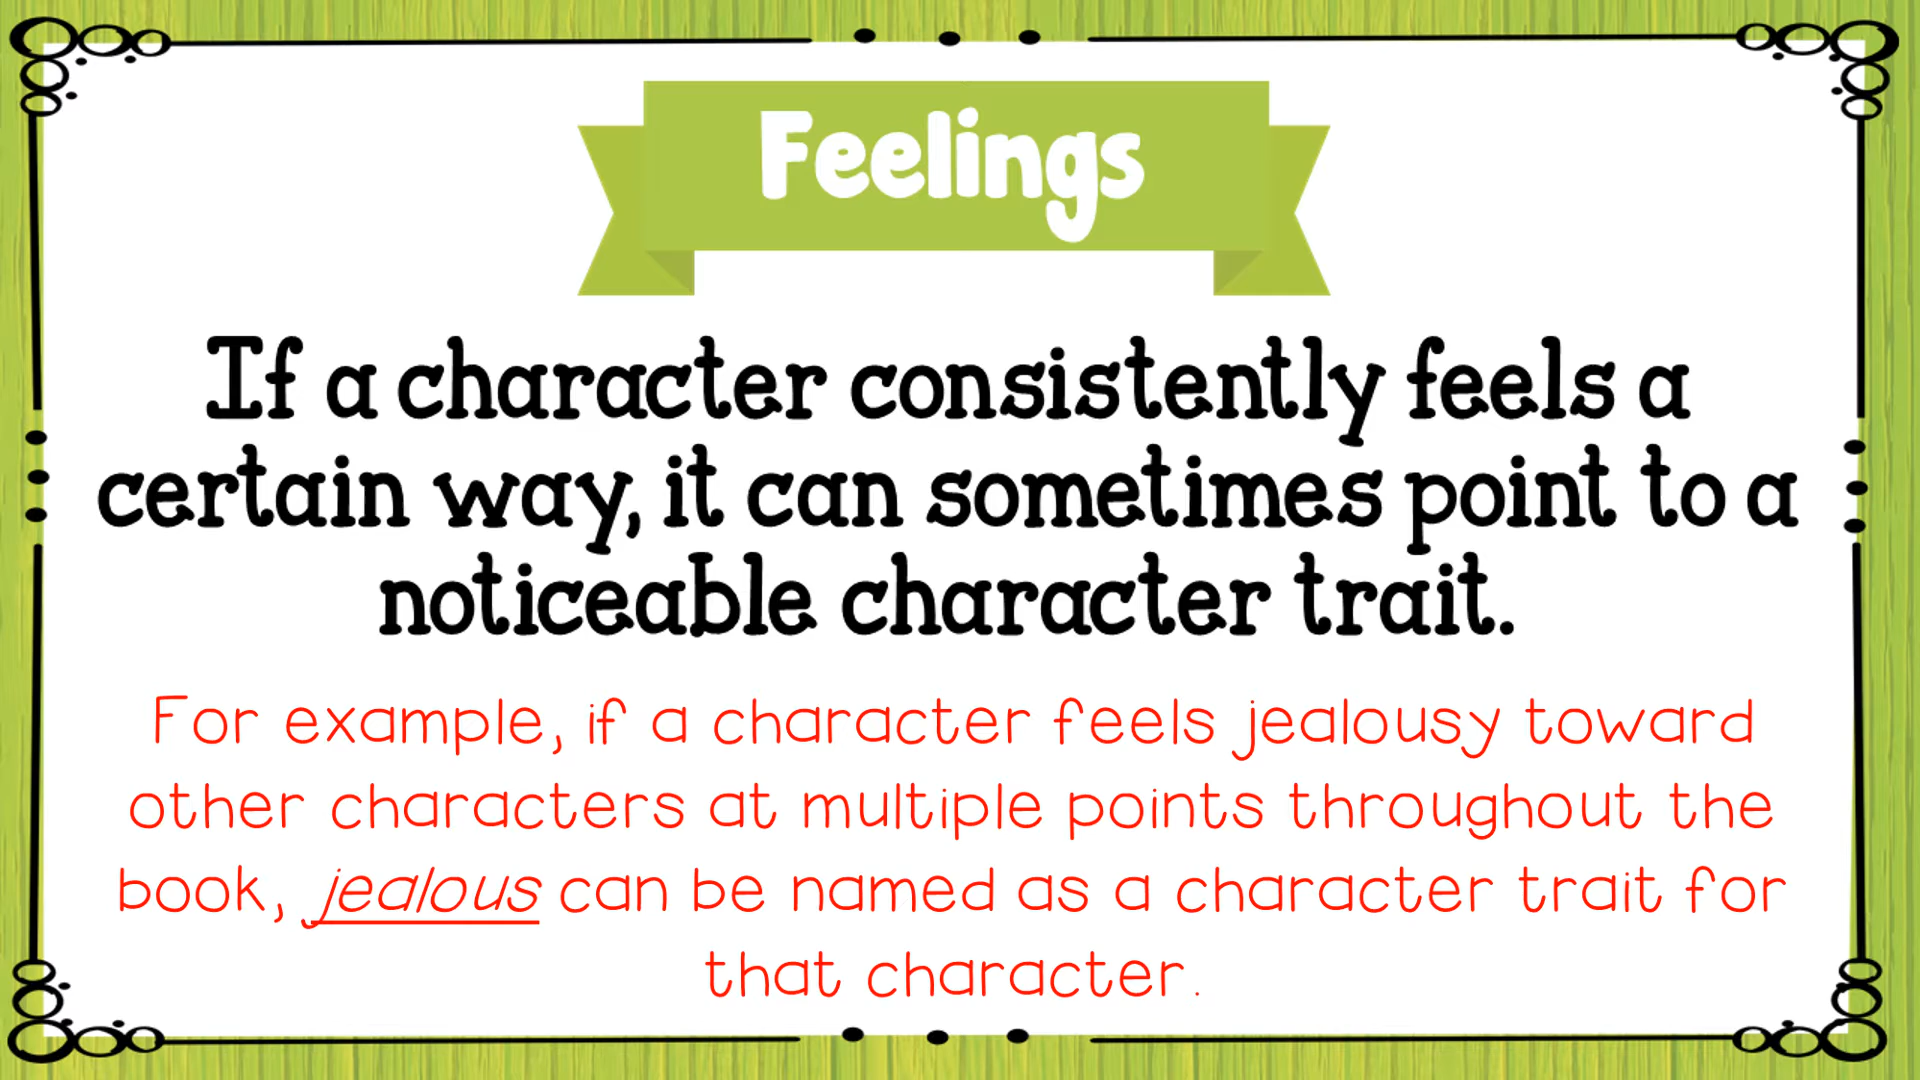 Feelings
If a character consistently feels a
certain way, it can sometimes point to a
noticeable character trait.
For example, if a character feels jealousy toward
other characters at multiple points throughout the
book, jealous can be named as a character trait for
that character.